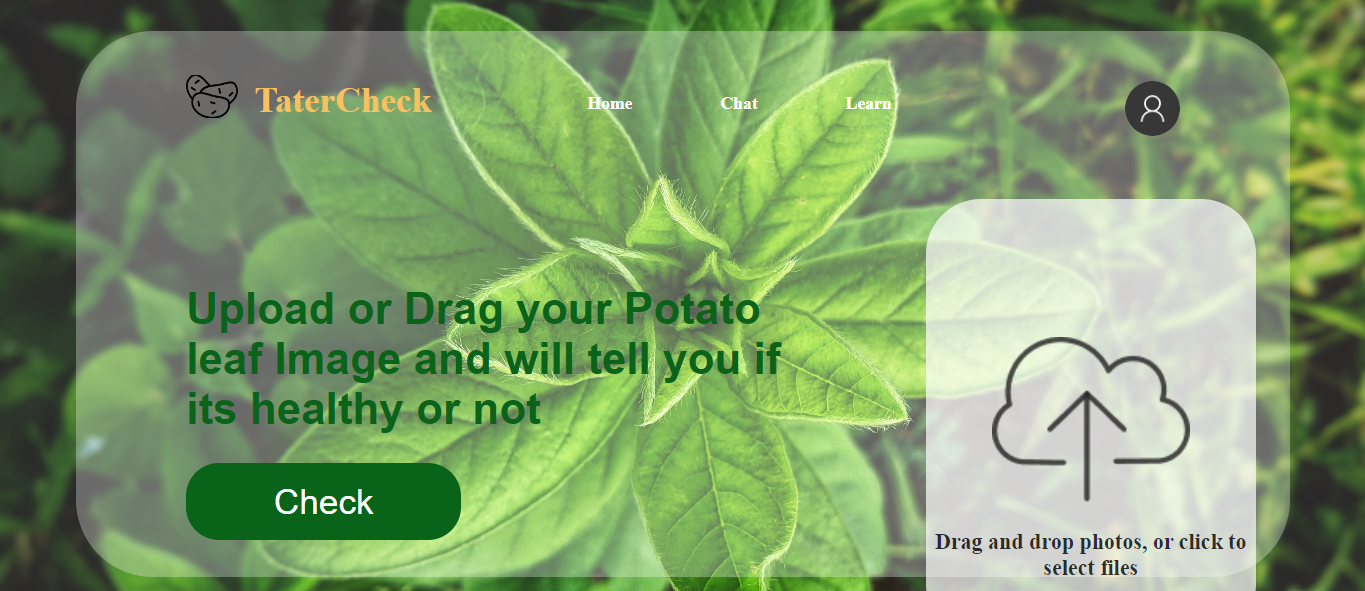 TaterCheck
Home
Chat
Learn
Upload or Drag your Potato
leaf Image and will tell you if
its healthy or not
Check
Drag and drop photos, or click to
select files